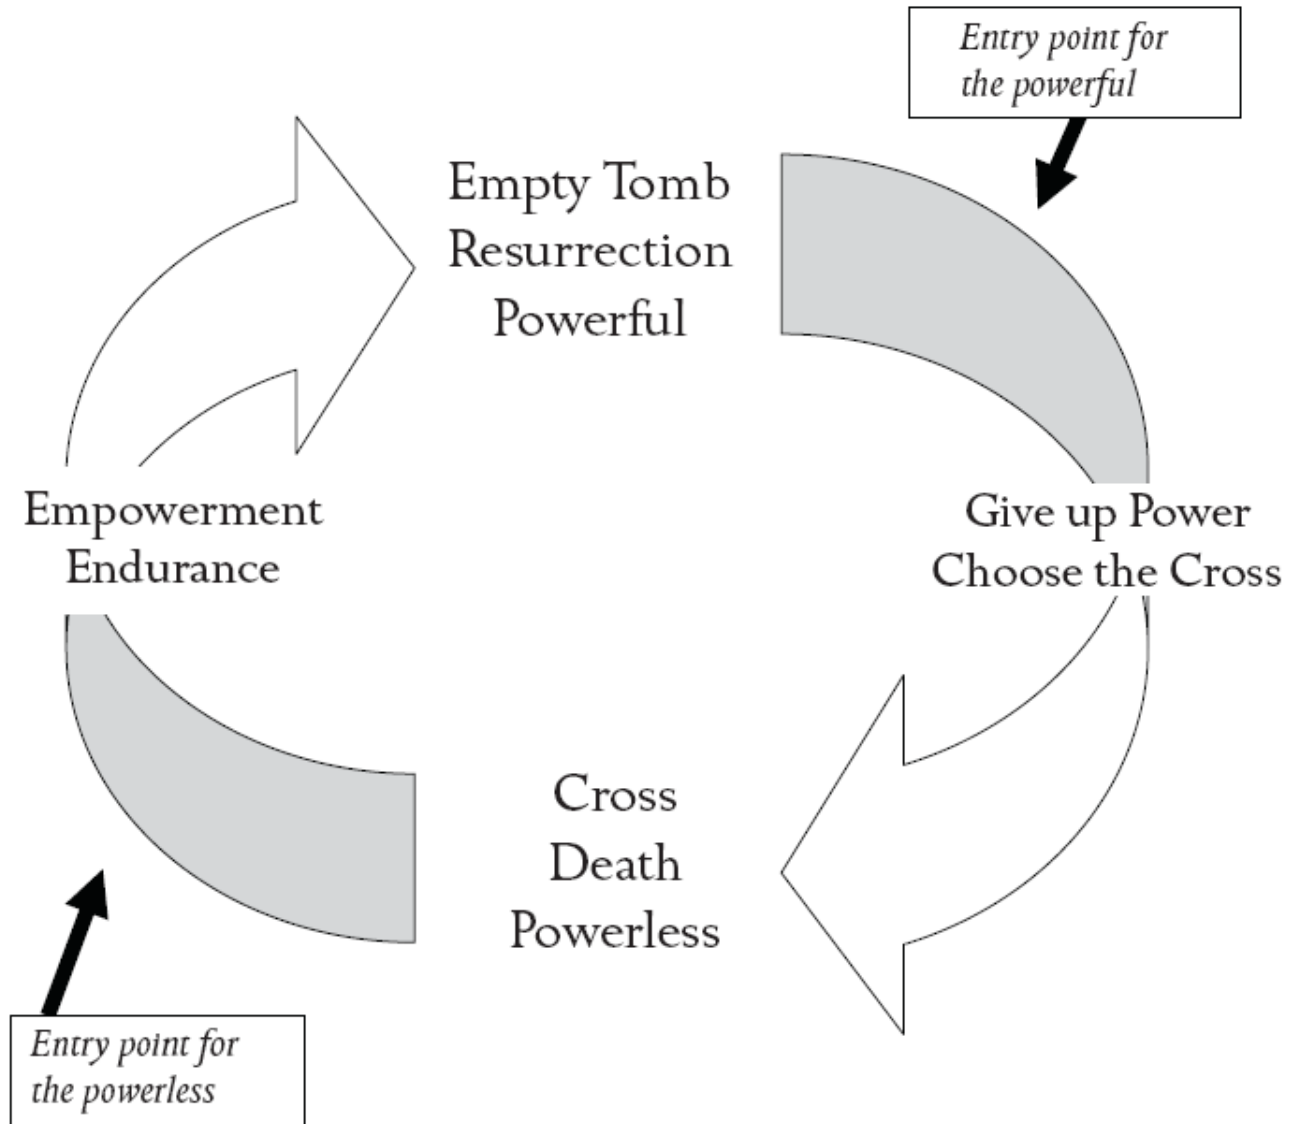 Entry point for
the powerful
Empty Tomb
Resurrection
Powerful
Empowerment
Endurance
Give up Power
Choose the Cross
Cross
Death
Powerless
Entry point for
the powerless